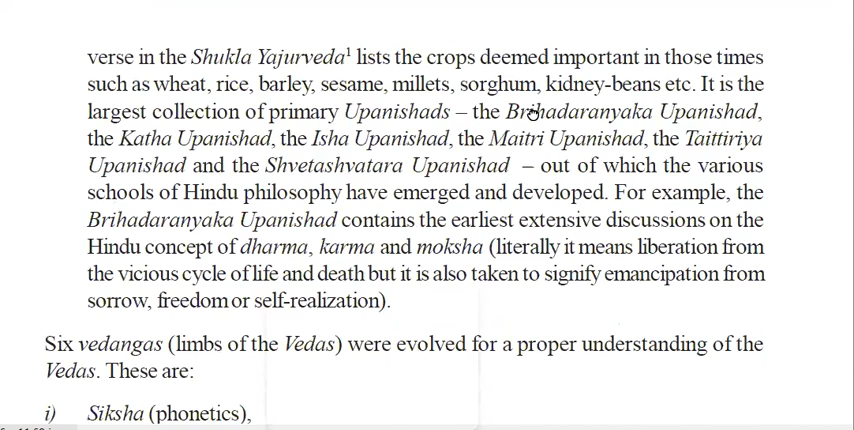 verse in the Shukla Yajurveda¹ lists the crops deemed important in those times
such as wheat, rice, barley, sesame, millets, sorghum, kidney-beans etc. It is the
largest collection of primary Upanishads – the Brihadaranyaka Upanishad,
the Katha Upanishad, the Isha Upanishad, the Maitri Upanishad, the Taittiriya
Upanishad and the Shvetashvatara Upanishad – out of which the various
schools of Hindu philosophy have emerged and developed. For example, the
Brihadaranyaka Upanishad contains the earliest extensive discussions on the
Hindu concept of dharma, karma and moksha (literally it means liberation from
the vicious cycle of life and death but it is also taken to signify emancipation from
sorrow, freedom or self-realization).
Six vedangas (limbs of the Vedas) were evolved for a proper understanding of the
Vedas. These are:
i) Siksha (phonetics),